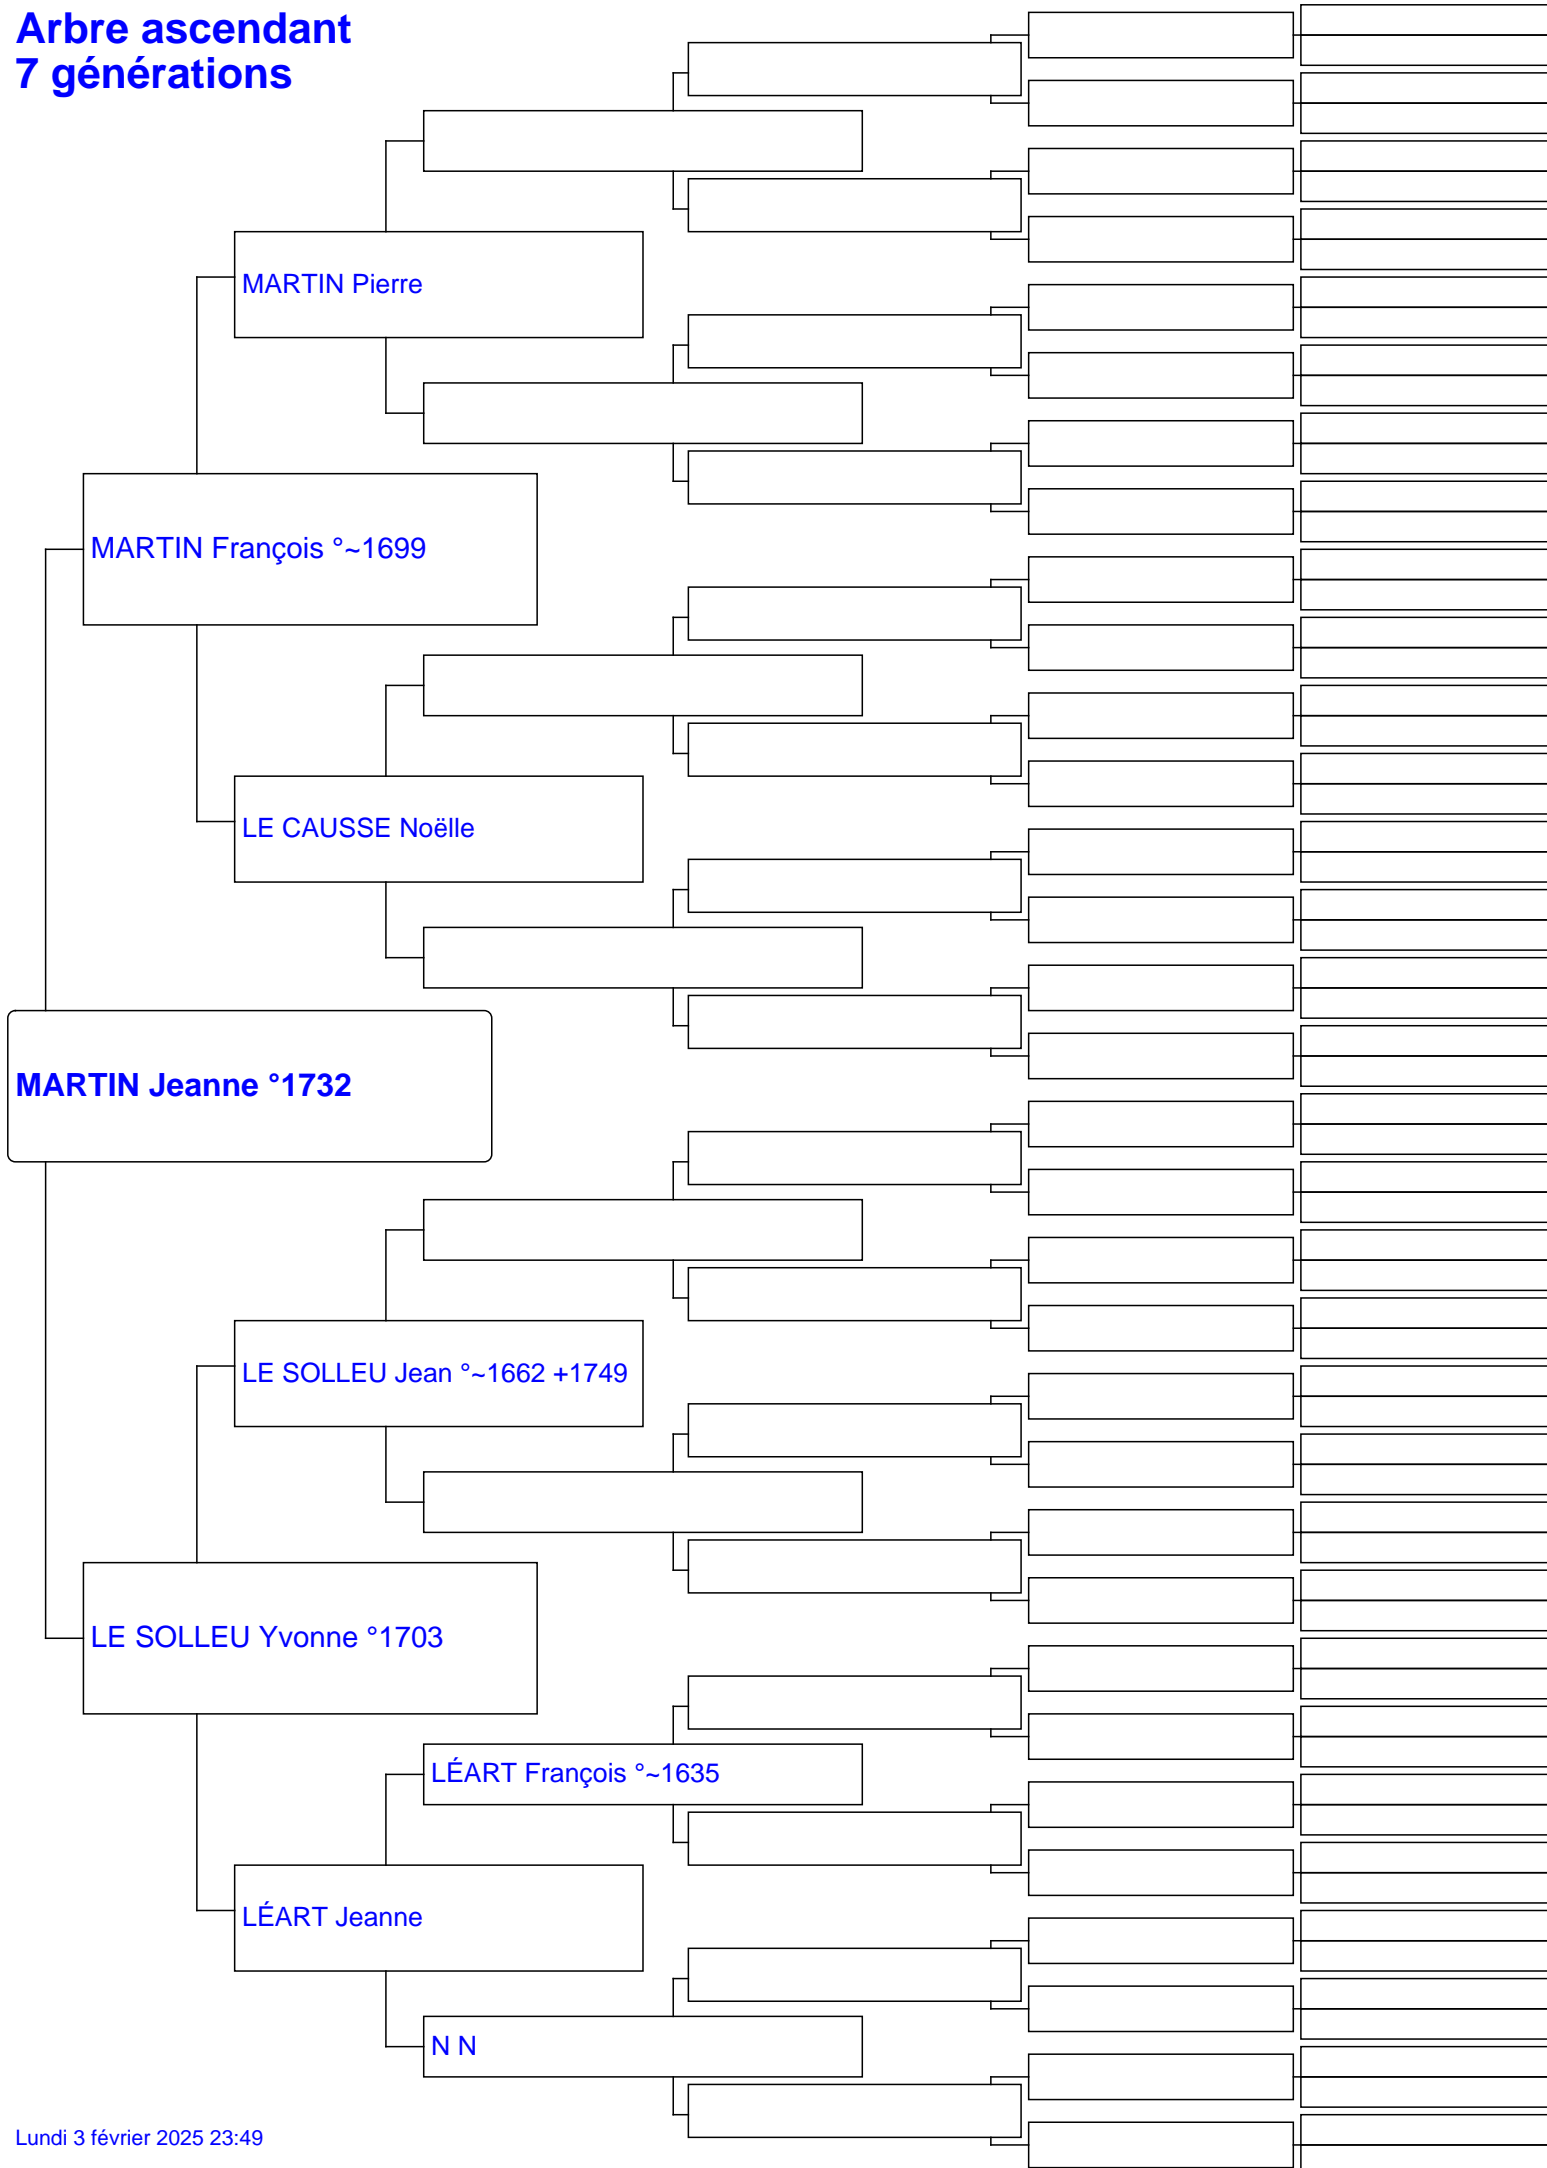 Arbre ascendant
7 générations
MARTIN Pierre
MARTIN François °~1699
LE CAUSSE Noëlle
MARTIN Jeanne °1732
LE SOLLEU Jean °~1662 +1749
LE SOLLEU Yvonne °1703
LÉART François °~1635
LÉART Jeanne
N N
Lundi 3 février 2025 23:49